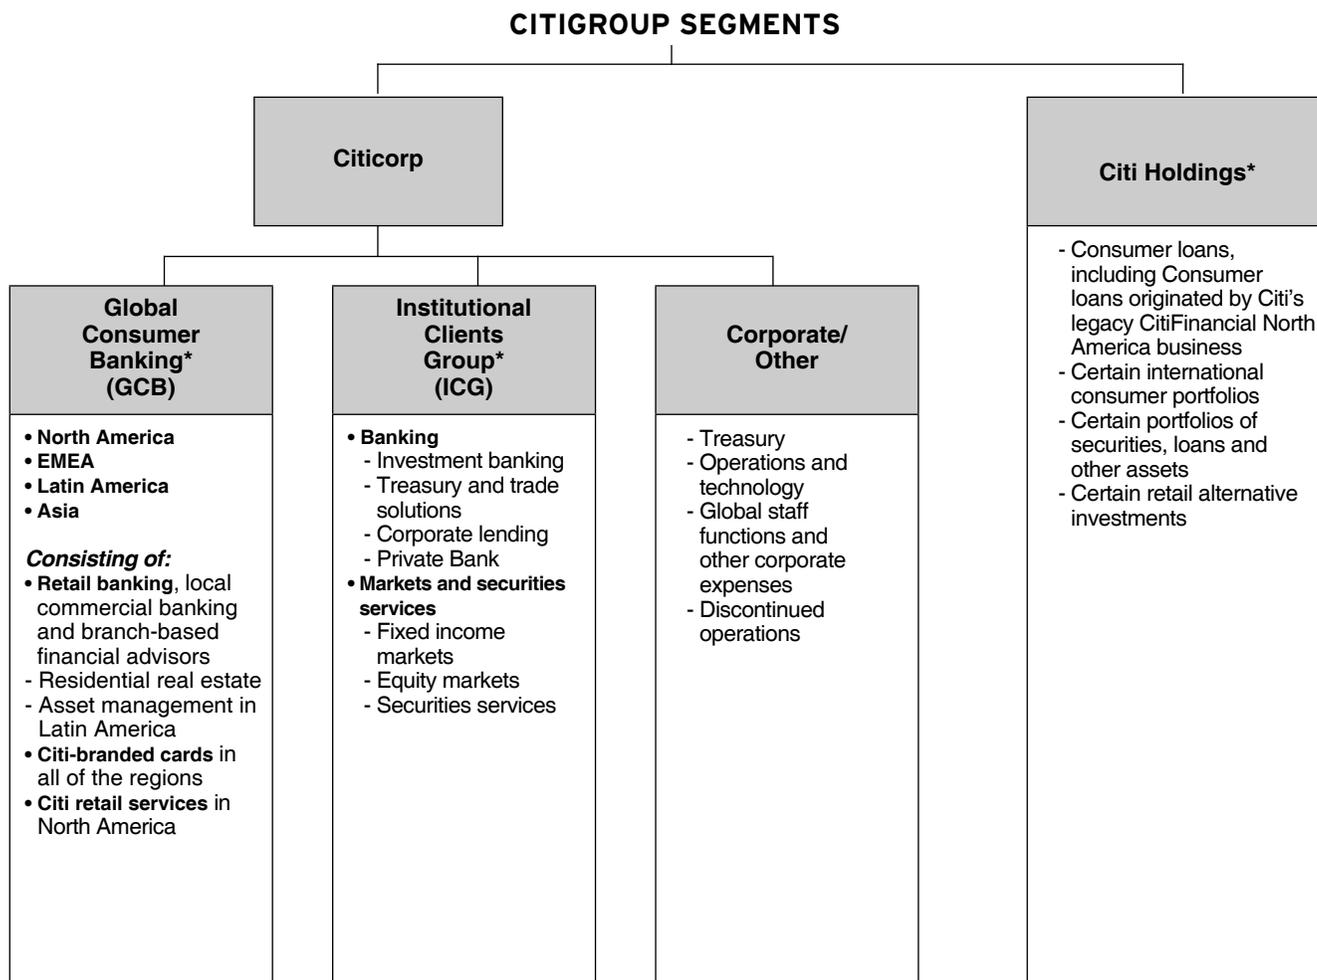 CITIGROUP SEGMENTS
Citicorp
Citi Holdings*
Global
Consumer
Banking*
(GCB)
• North America
• EMEA
• Latin America
• Asia
Consisting of:
• Retail banking, local
commercial banking
and branch-based
financial advisors
- Residential real estate
- Asset management in
Latin America
• Citi-branded cards in
all of the regions
• Citi retail services in
North America
Institutional
Clients
Group*
(ICG)
• Banking
- Investment banking
- Treasury and trade
solutions
- Corporate lending
- Private Bank
• Markets and securities
services
- Fixed income
markets
- Equity markets
- Securities services
Corporate/
Other
- Treasury
- Operations and
technology
- Global staff
functions and
other corporate
expenses
- Discontinued
operations
- Consumer loans,
including Consumer
loans originated by Citi’s
legacy CitiFinancial North
America business
- Certain international
consumer portfolios
- Certain portfolios of
securities, loans and
other assets
- Certain retail alternative
investments